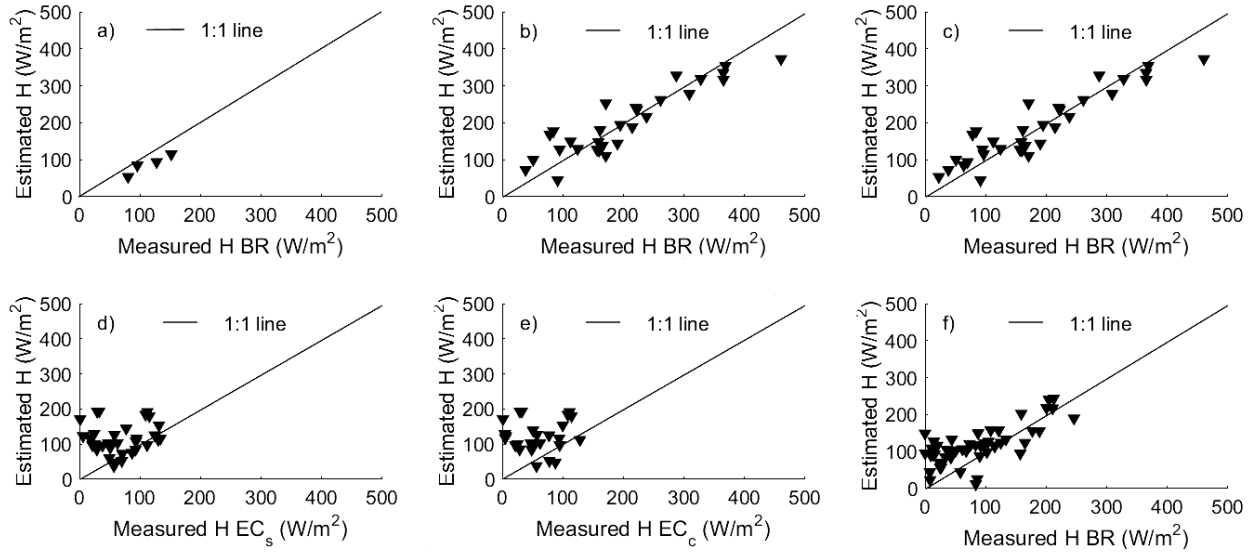 a) 1:1 line
500
400
300
200
100
0
Estimated H (W/m²)
0 100 200 300 400 500
Measured H BR (W/m²)
b) 1:1 line
500
400
300
200
100
0
Estimated H (W/m²)
0 100 200 300 400 500
Measured H BR (W/m²)
c) 1:1 line
500
400
300
200
100
0
Estimated H (W/m²)
0 100 200 300 400 500
Measured H BR (W/m²)
d) 1:1 line
500
400
300
200
100
0
Estimated H (W/m²)
0 100 200 300 400 500
Measured H ECₛ (W/m²)
e) 1:1 line
500
400
300
200
100
0
Estimated H (W/m²)
0 100 200 300 400 500
Measured H EC_c (W/m²)
f) 1:1 line
500
400
300
200
100
0
Estimated H (W/m²)
0 100 200 300 400 500
Measured H BR (W/m²)